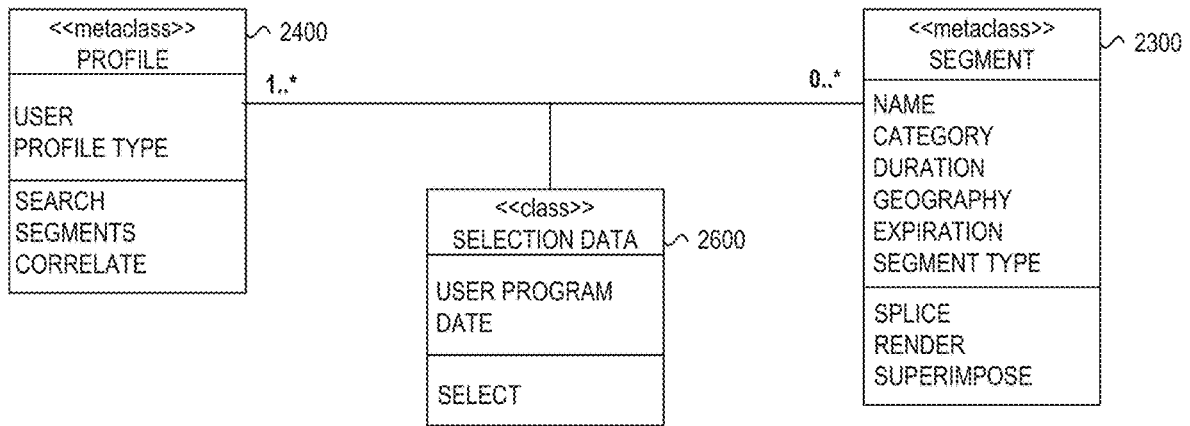 <<metaclass>>
PROFILE
2400
USER
PROFILE TYPE
SEARCH
SEGMENTS
CORRELATE
1..*
0..*
<<class>>
SELECTION DATA
2600
USER PROGRAM
DATE
SELECT
<<metaclass>>
SEGMENT
2300
NAME
CATEGORY
DURATION
GEOGRAPHY
EXPIRATION
SEGMENT TYPE
SPLICE
RENDER
SUPERIMPOSE